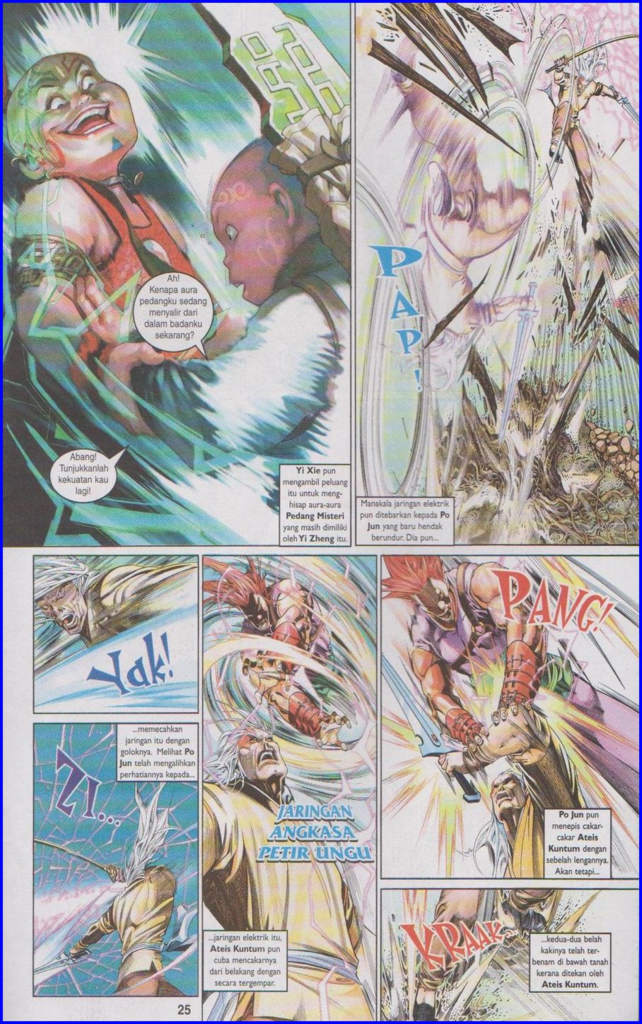 Ah!
Kenapa aura
pedangku sedang
menyalir dari
dalam badanku
sekarang?
Abang!
Tunjukkanlah
kekuatan kau
lagi!
Yi Xie pun
mengambil peluang
itu untuk meng-
hisap aura-aura
Pedang Misteri
yang masih dimiliki
oleh Yi Zheng itu.
PAP!
Manakala jaringan elektrik
pun ditebarkan kepada Po
Jun yang baru hendak
berundur. Dia pun...
Yak!
...memecahkan
jaringan itu dengan
goloknya. Melihat Po
Jun telah mengalihkan
perhatiannya kepada...
ZI...
JARINGAN
ANGKASA
PETIR UNGU
...jaringan elektrik itu,
Ateis Kuntum pun
cuba mencakarnya
dari belakang dengan
secara tergempar.
PANG!
Po Jun pun
menepis cakar-
cakar Ateis
Kuntum dengan
sebelah lengannya.
Akan tetapi...
KRAAK
...kedua-dua belah
kakinya telah ter-
benam di bawah tanah
kerana ditekan oleh
Ateis Kuntum.
25